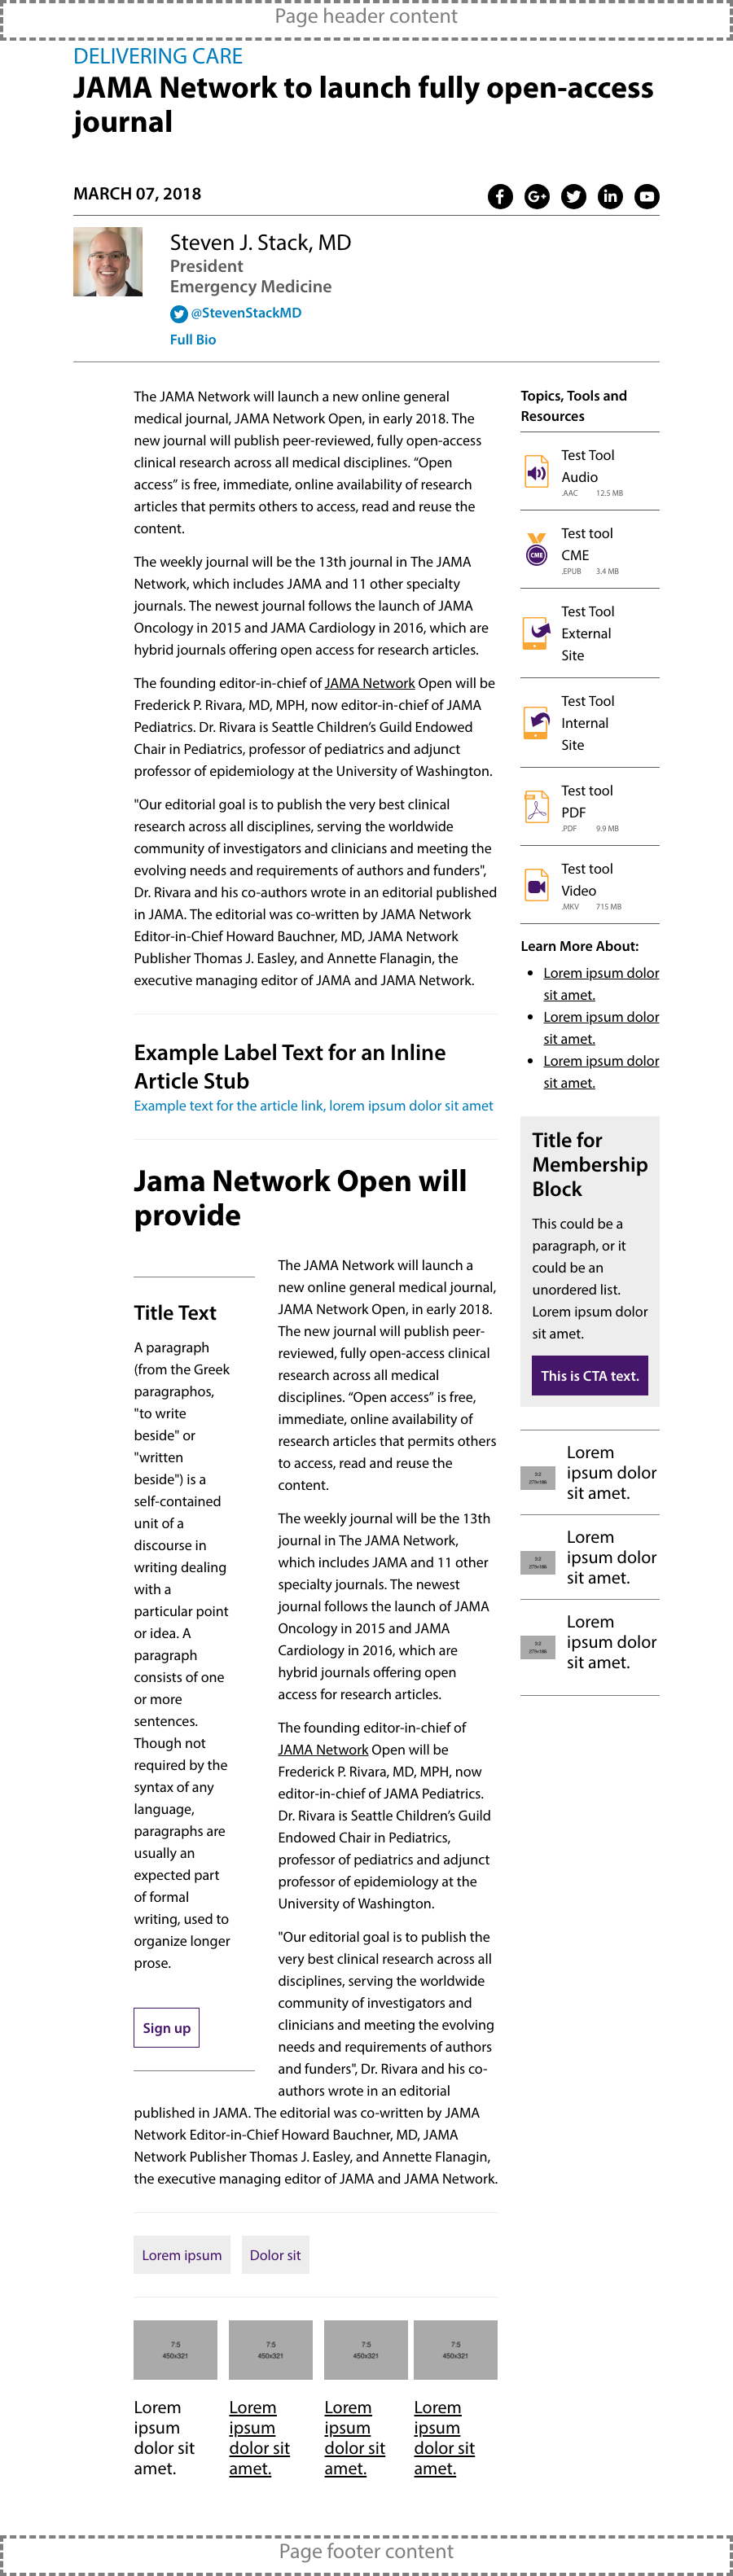 Page header content
DELIVERING CARE
JAMA Network to launch fully open-access
journal
MARCH 07, 2018
Steven J. Stack, MD
President
Emergency Medicine
@StevenStackMD
Full Bio
The JAMA Network will launch a new online general
medical journal, JAMA Network Open, in early 2018. The
new journal will publish peer-reviewed, fully open-access
clinical research across all medical disciplines. “Open
access” is free, immediate, online availability of research
articles that permits others to access, read and reuse the
content.
The weekly journal will be the 13th journal in The JAMA
Network, which includes JAMA and 11 other specialty
journals. The newest journal follows the launch of JAMA
Oncology in 2015 and JAMA Cardiology in 2016, which are
hybrid journals offering open access for research articles.
The founding editor-in-chief of JAMA Network Open will be
Frederick P. Rivara, MD, MPH, now editor-in-chief of JAMA
Pediatrics. Dr. Rivara is Seattle Children’s Guild Endowed
Chair in Pediatrics, professor of pediatrics and adjunct
professor of epidemiology at the University of Washington.
"Our editorial goal is to publish the very best clinical
research across all disciplines, serving the worldwide
community of investigators and clinicians and meeting the
evolving needs and requirements of authors and funders",
Dr. Rivara and his co-authors wrote in an editorial published
in JAMA. The editorial was co-written by JAMA Network
Editor-in-Chief Howard Bauchner, MD, JAMA Network
Publisher Thomas J. Easley, and Annette Flanagin, the
executive managing editor of JAMA and JAMA Network.
Example Label Text for an Inline
Article Stub
Example text for the article link, lorem ipsum dolor sit amet
Jama Network Open will
provide
Title Text
A paragraph
(from the Greek
paragraphos,
"to write
beside" or
"written
beside") is a
self-contained
unit of a
discourse in
writing dealing
with a
particular point
or idea. A
paragraph
consists of one
or more
sentences.
Though not
required by the
syntax of any
language,
paragraphs are
usually an
expected part
of formal
writing, used to
organize longer
prose.
Sign up
The JAMA Network will launch a
new online general medical journal,
JAMA Network Open, in early 2018.
The new journal will publish peer-
reviewed, fully open-access clinical
research across all medical
disciplines. “Open access” is free,
immediate, online availability of
research articles that permits others
to access, read and reuse the
content.
The weekly journal will be the 13th
journal in The JAMA Network,
which includes JAMA and 11 other
specialty journals. The newest
journal follows the launch of JAMA
Oncology in 2015 and JAMA
Cardiology in 2016, which are
hybrid journals offering open
access for research articles.
The founding editor-in-chief of
JAMA Network Open will be
Frederick P. Rivara, MD, MPH, now
editor-in-chief of JAMA Pediatrics.
Dr. Rivara is Seattle Children’s Guild
Endowed Chair in Pediatrics,
professor of pediatrics and adjunct
professor of epidemiology at the
University of Washington.
"Our editorial goal is to publish the
very best clinical research across all
disciplines, serving the worldwide
community of investigators and
clinicians and meeting the evolving
needs and requirements of authors
and funders", Dr. Rivara and his co-
authors wrote in an editorial
published in JAMA. The editorial was co-written by JAMA
Network Editor-in-Chief Howard Bauchner, MD, JAMA
Network Publisher Thomas J. Easley, and Annette Flanagin,
the executive managing editor of JAMA and JAMA Network.
Lorem ipsum
Dolor sit
7:5
450x321
7:5
450x321
7:5
450x321
7:5
450x321
Lorem
ipsum
dolor sit
amet.
Lorem
ipsum
dolor sit
amet.
Lorem
ipsum
dolor sit
amet.
Lorem
ipsum
dolor sit
amet.
Topics, Tools and
Resources
Test Tool
Audio
.AAC 12.5 MB
CME
Test tool
CME
.EPUB 3.4 MB
Test Tool
External
Site
Test Tool
Internal
Site
Test tool
PDF
.PDF 9.9 MB
Test tool
Video
.MKV 715 MB
Learn More About:
Lorem ipsum dolor
sit amet.
Lorem ipsum dolor
sit amet.
Lorem ipsum dolor
sit amet.
Title for
Membership
Block
This could be a
paragraph, or it
could be an
unordered list.
Lorem ipsum dolor
sit amet.
This is CTA text.
Lorem
ipsum dolor
sit amet.
Lorem
ipsum dolor
sit amet.
Lorem
ipsum dolor
sit amet.
Page footer content